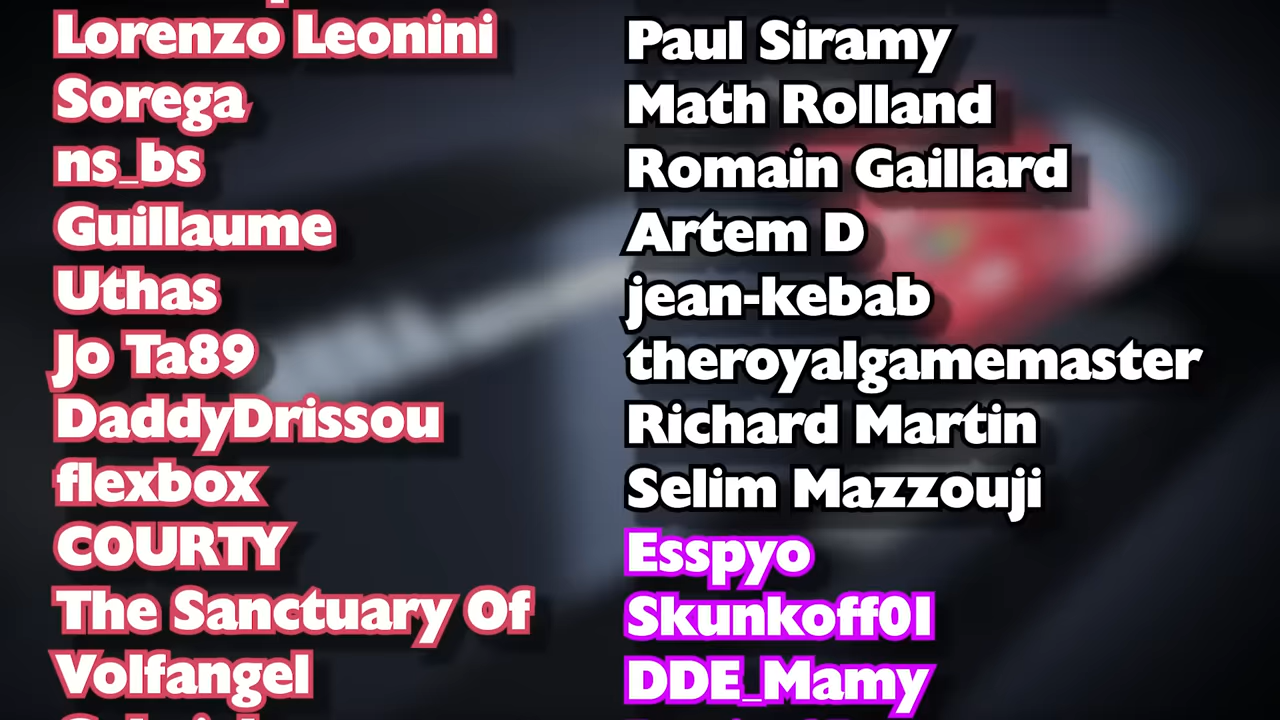 Lorenzo Leonini
Sorega
ns_bs
Guillaume
Uthas
Jo Ta89
DaddyDrissou
flexbox
COURTY
The Sanctuary Of
Volfangel
Paul Siramy
Math Rolland
Romain Gaillard
Artem D
jean-kebab
theroyalgamemaster
Richard Martin
Selim Mazzouji
Esspyo
Skunkoff01
DDE_Mamy